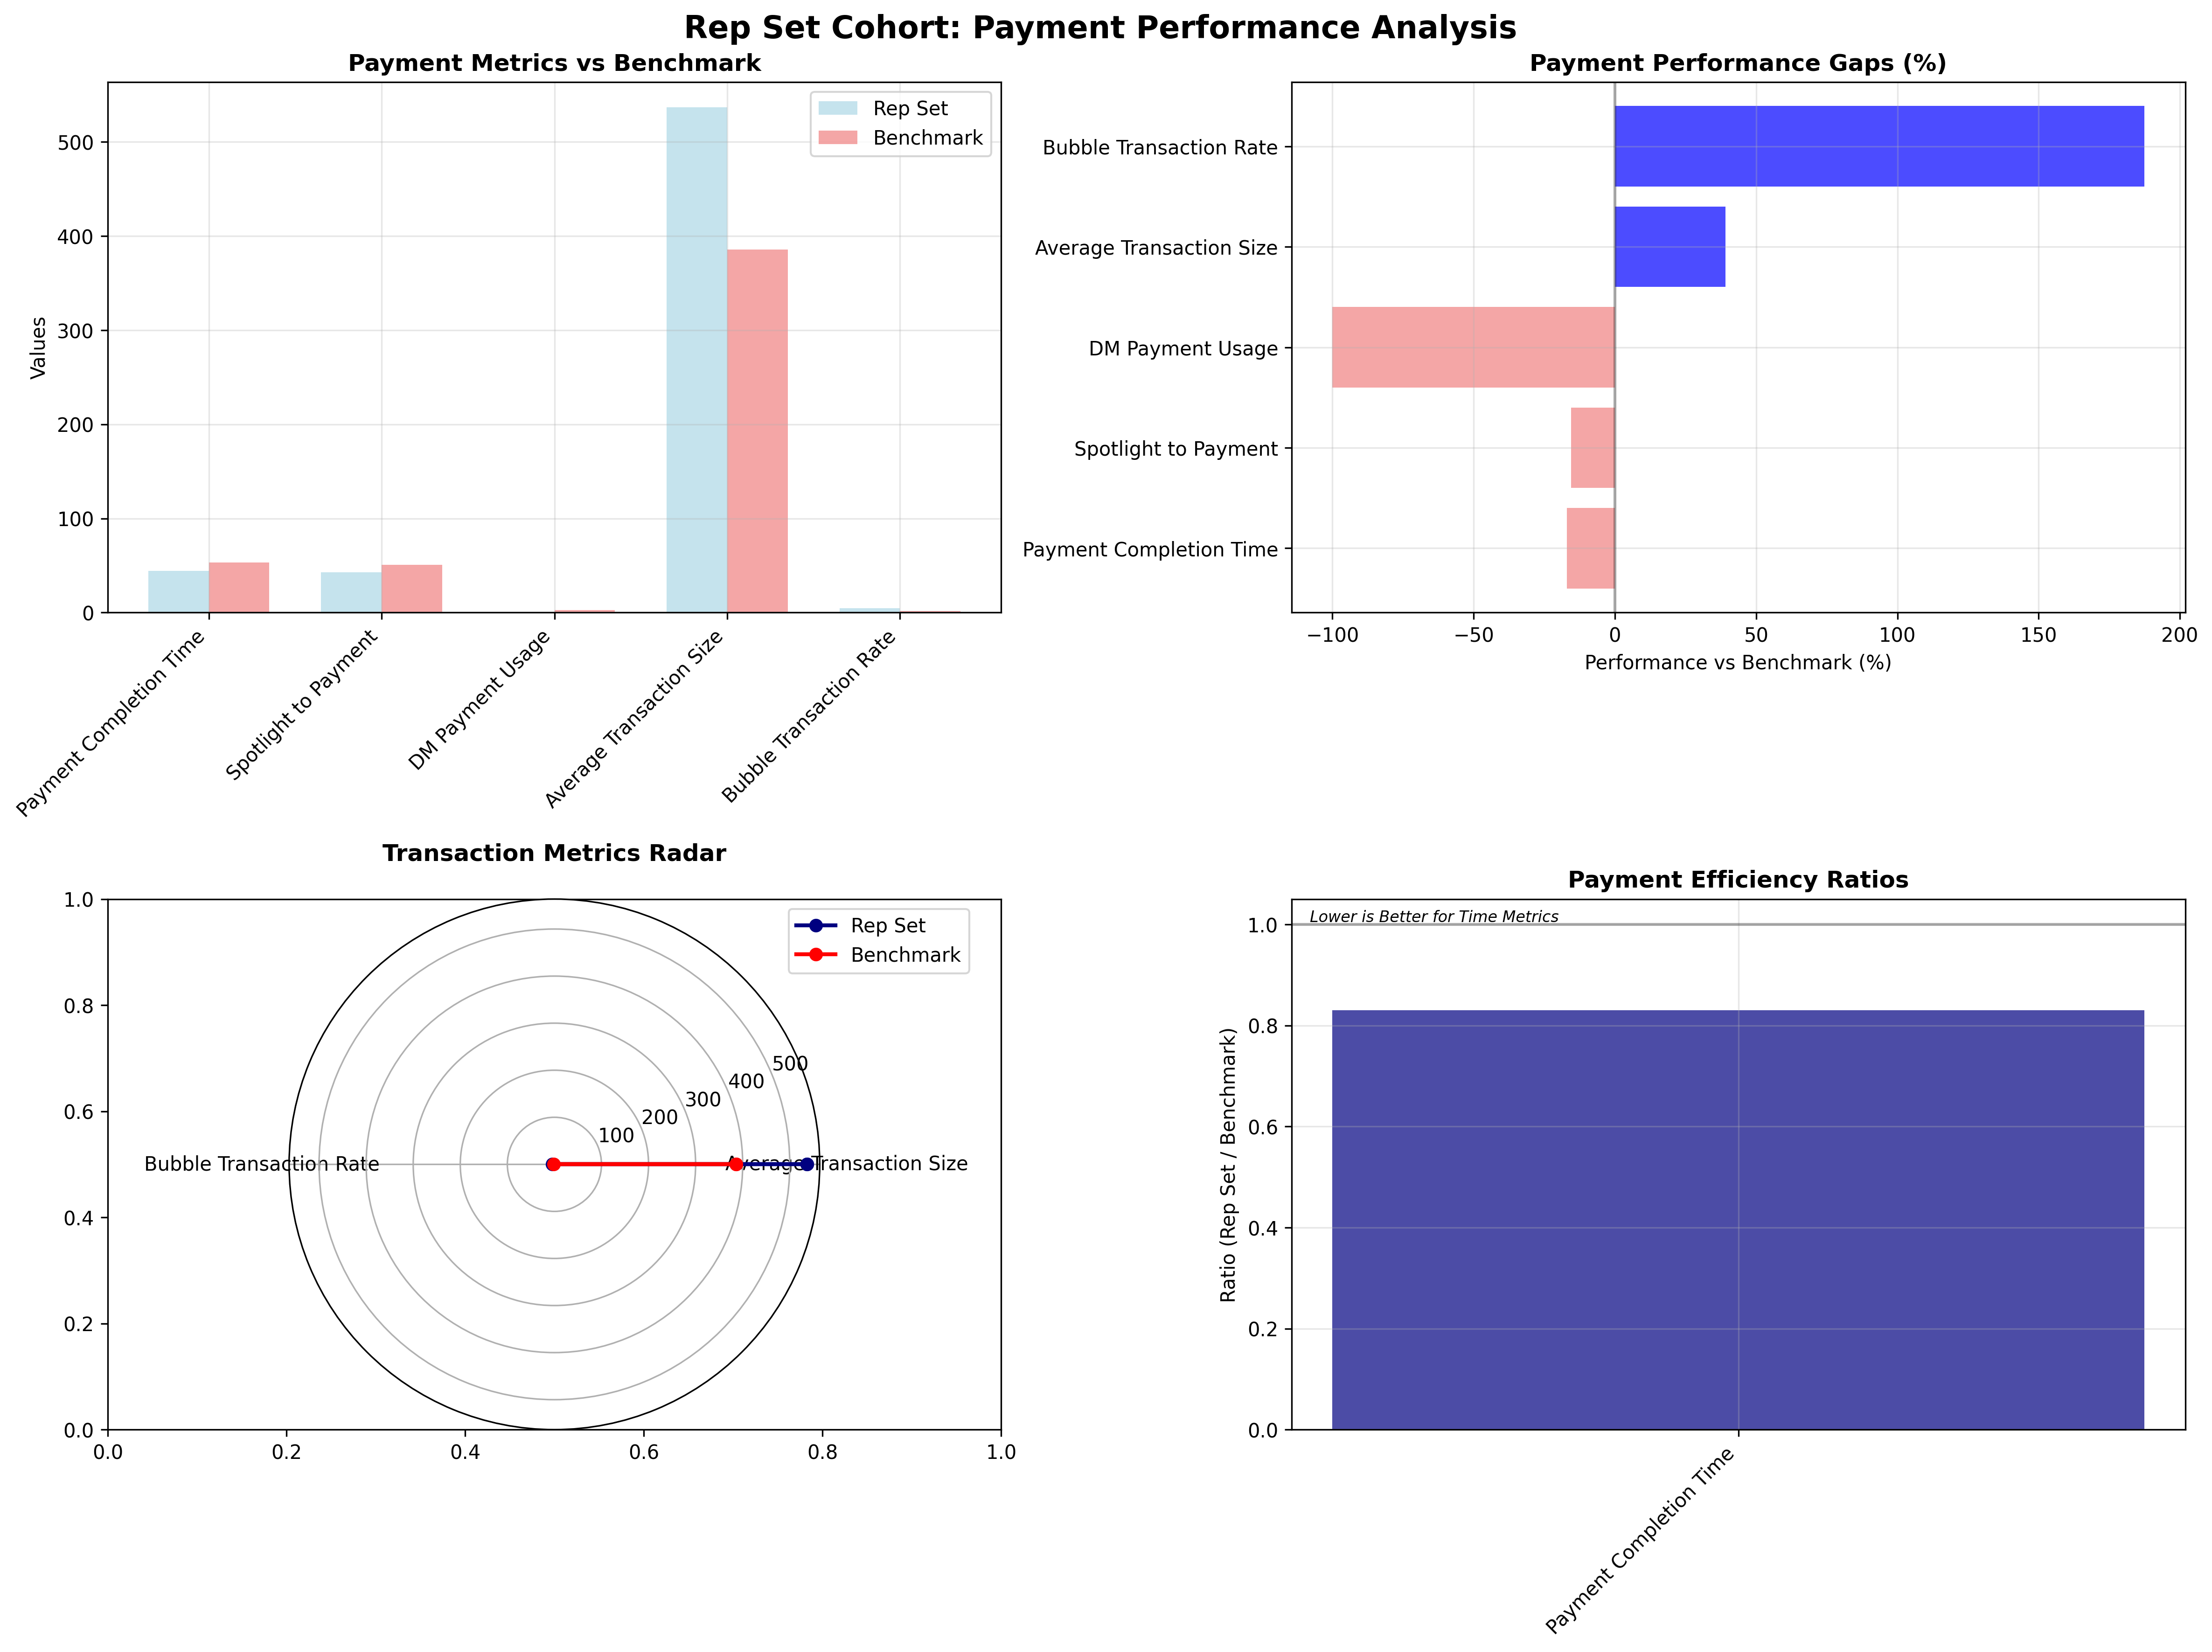 Rep Set Cohort: Payment Performance Analysis
Payment Metrics vs Benchmark
Rep Set
Benchmark
Values
500
400
300
200
100
0
Payment Completion Time
Spotlight to Payment
DM Payment Usage
Average Transaction Size
Bubble Transaction Rate
Payment Performance Gaps (%)
Bubble Transaction Rate
Average Transaction Size
DM Payment Usage
Spotlight to Payment
Payment Completion Time
−100
−50
0
50
100
150
200
Performance vs Benchmark (%)
Transaction Metrics Radar
Rep Set
Benchmark
1.0
0.8
0.6
0.4
0.2
0.0
0.0
0.2
0.4
0.6
0.8
1.0
500
400
300
200
100
Bubble Transaction Rate
Average Transaction Size
Payment Efficiency Ratios
Lower is Better for Time Metrics
Ratio (Rep Set / Benchmark)
1.0
0.8
0.6
0.4
0.2
0.0
Payment Completion Time